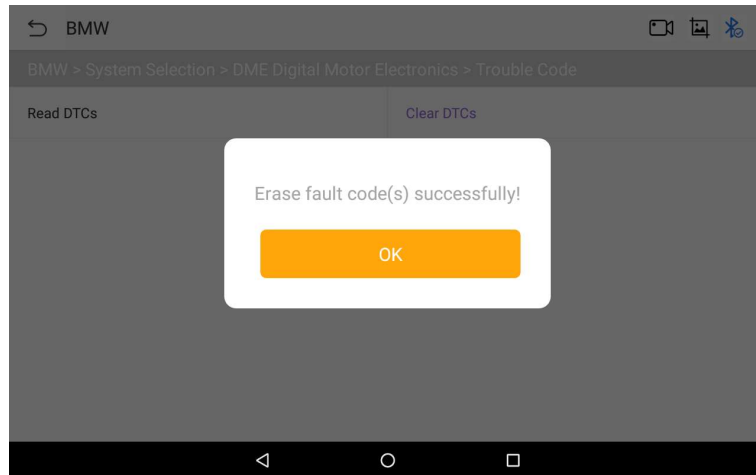 BMW
BMW > System Selection > DME Digital Motor Electronics > Trouble Code
Read DTCs
Clear DTCs
Erase fault code(s) successfully!
OK